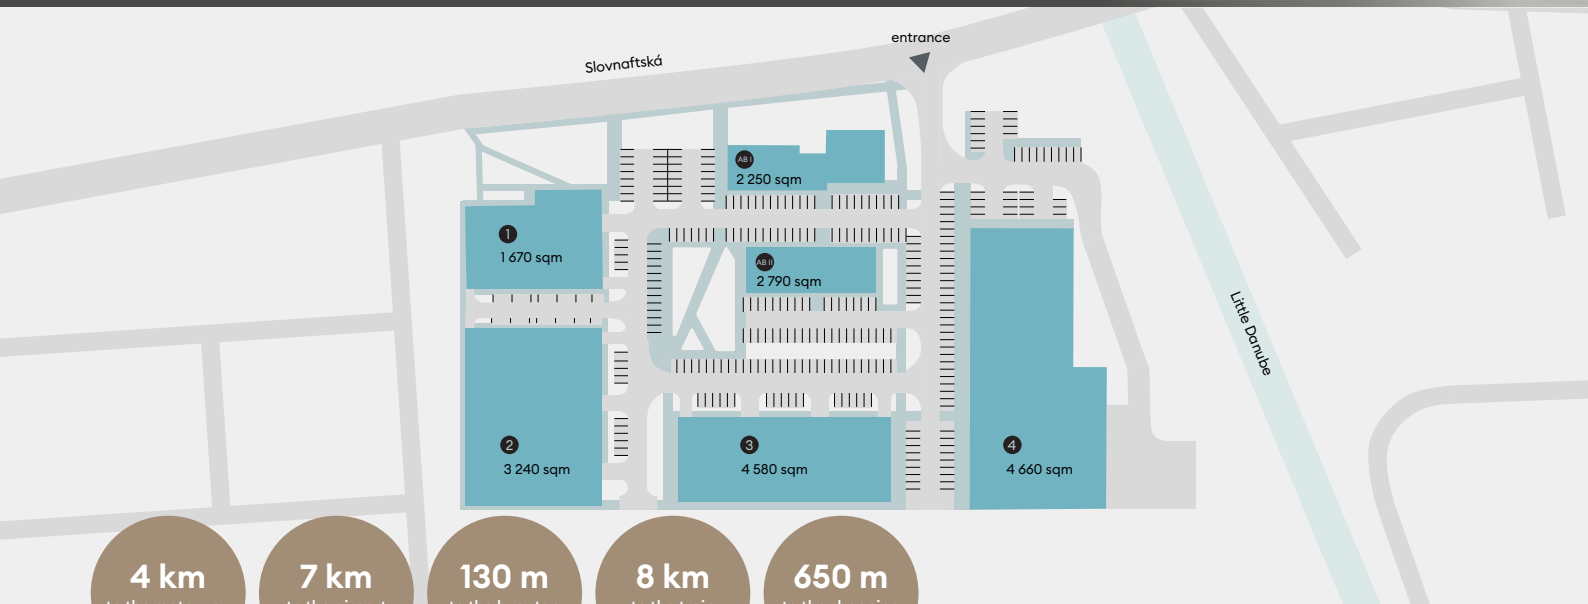 entrance
Slovnaftská
AB I
2 250 sqm
1
1 670 sqm
AB II
2 790 sqm
Little Danube
2
3 240 sqm
3
4 580 sqm
4
4 660 sqm
4 km
7 km
130 m
8 km
650 m